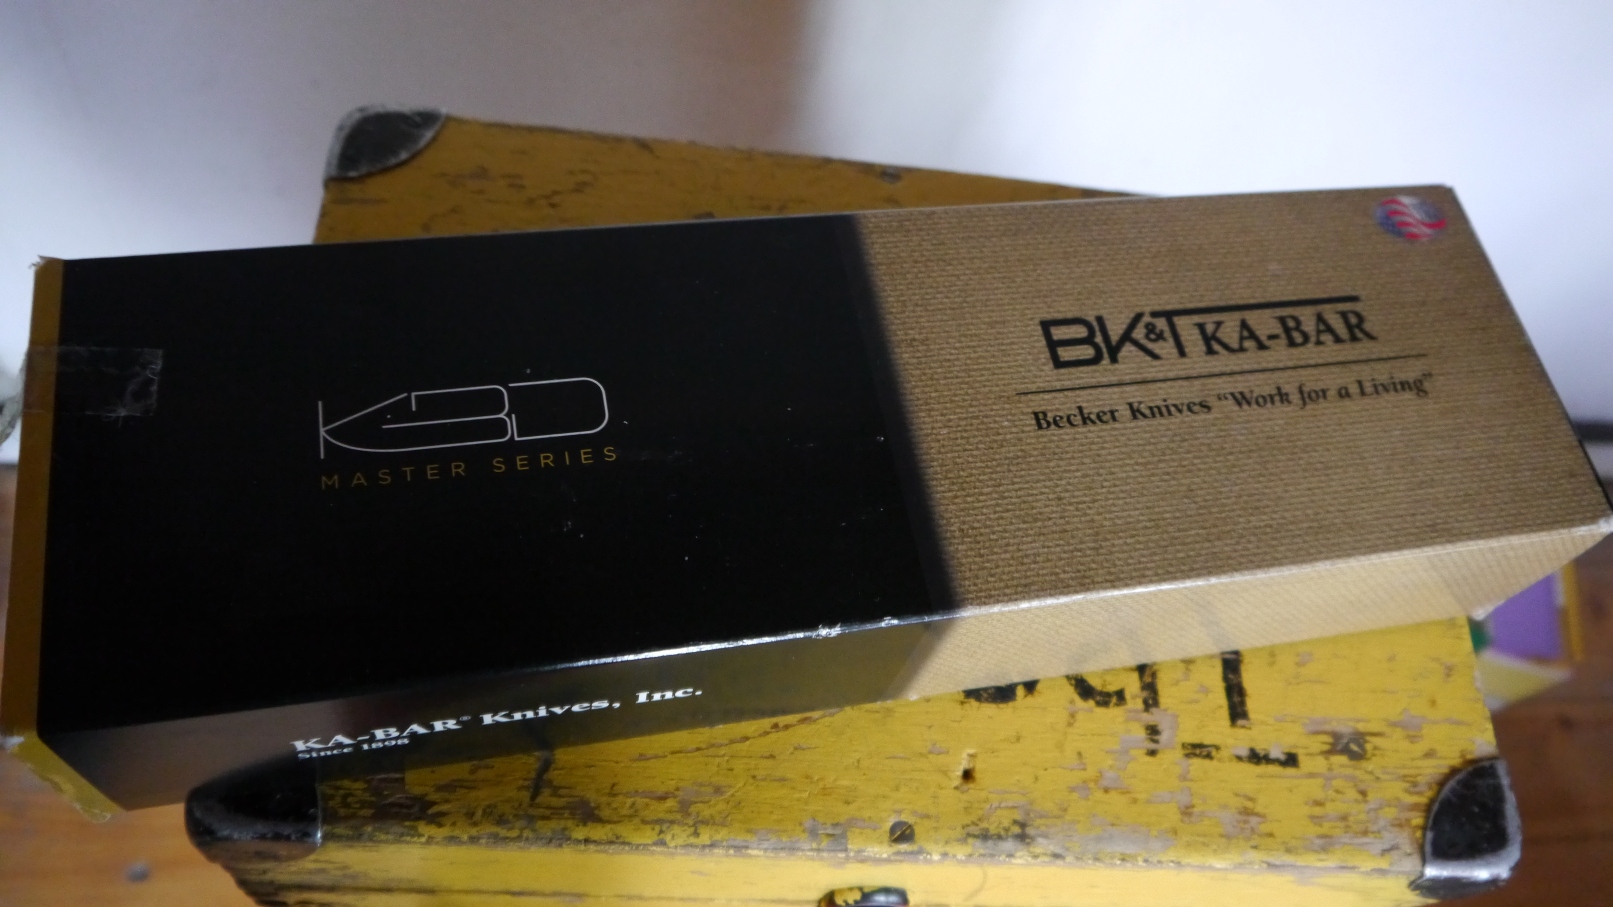 BK&T KA-BAR
Becker Knives “Work for a Living”
KBD
MASTER SERIES
KA-BAR® Knives, Inc.
Since 1898